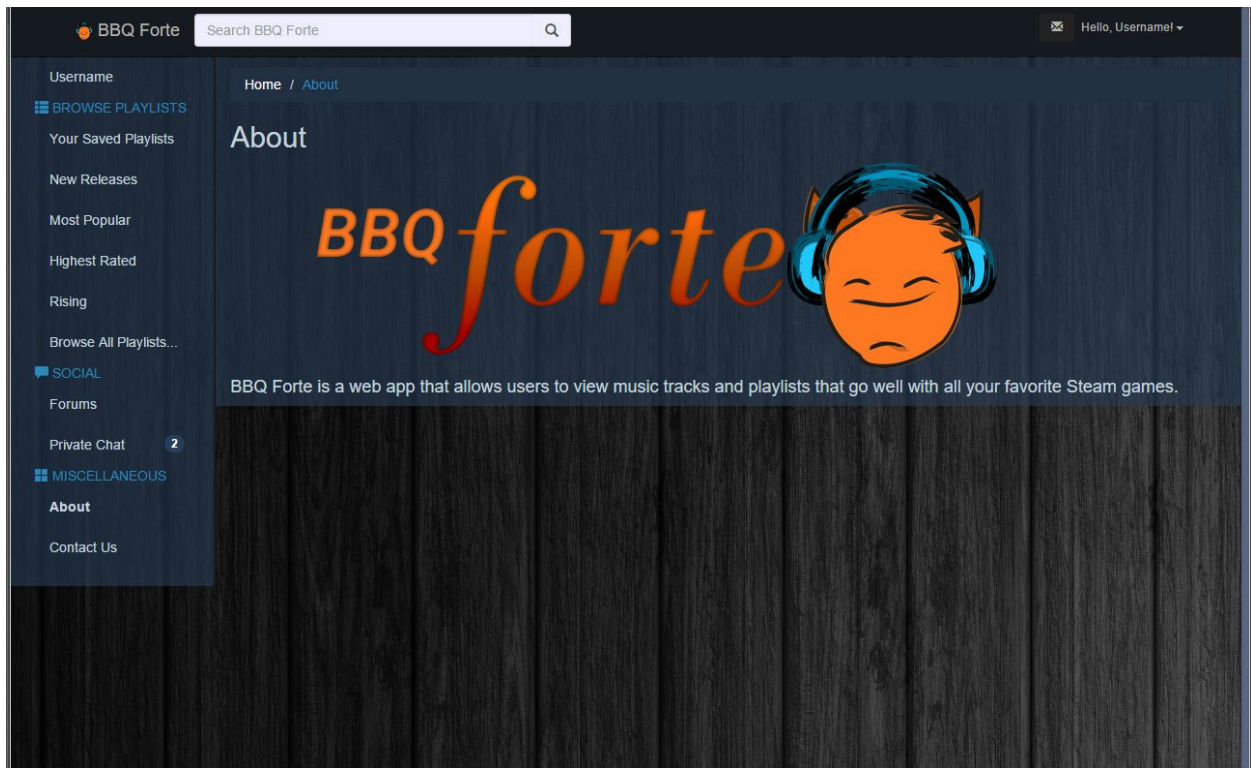 BBQ Forte
Search BBQ Forte
Hello, Username!
Username
BROWSE PLAYLISTS
Your Saved Playlists
New Releases
Most Popular
Highest Rated
Rising
Browse All Playlists...
SOCIAL
Forums
Private Chat 2
MISCELLANEOUS
About
Contact Us
Home / About
About
BBQ forte
BBQ Forte is a web app that allows users to view music tracks and playlists that go well with all your favorite Steam games.